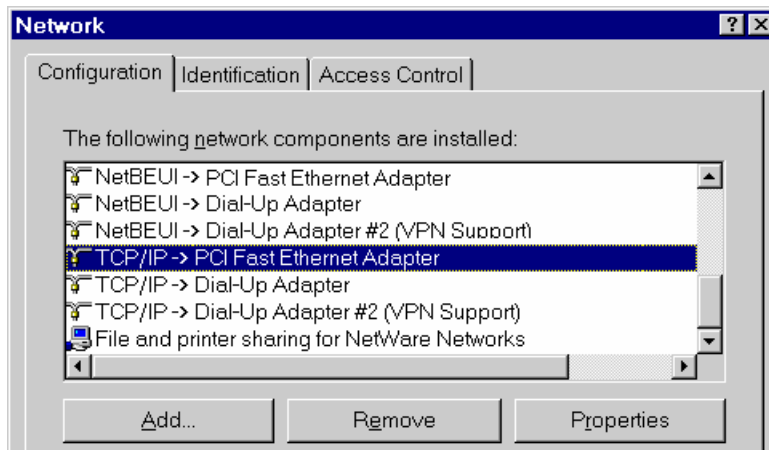 Network
Configuration Identification Access Control
The following network components are installed:
NetBEUI -> PCI Fast Ethernet Adapter
NetBEUI -> Dial-Up Adapter
NetBEUI -> Dial-Up Adapter #2 (VPN Support)
TCP/IP -> PCI Fast Ethernet Adapter
TCP/IP -> Dial-Up Adapter
TCP/IP -> Dial-Up Adapter #2 (VPN Support)
File and printer sharing for NetWare Networks
Add... Remove Properties